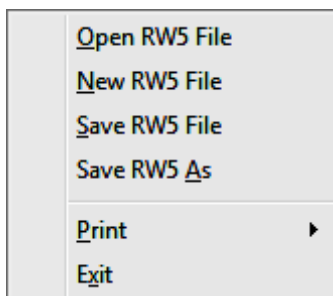 Open RW5 File
New RW5 File
Save RW5 File
Save RW5 As
Print
Exit